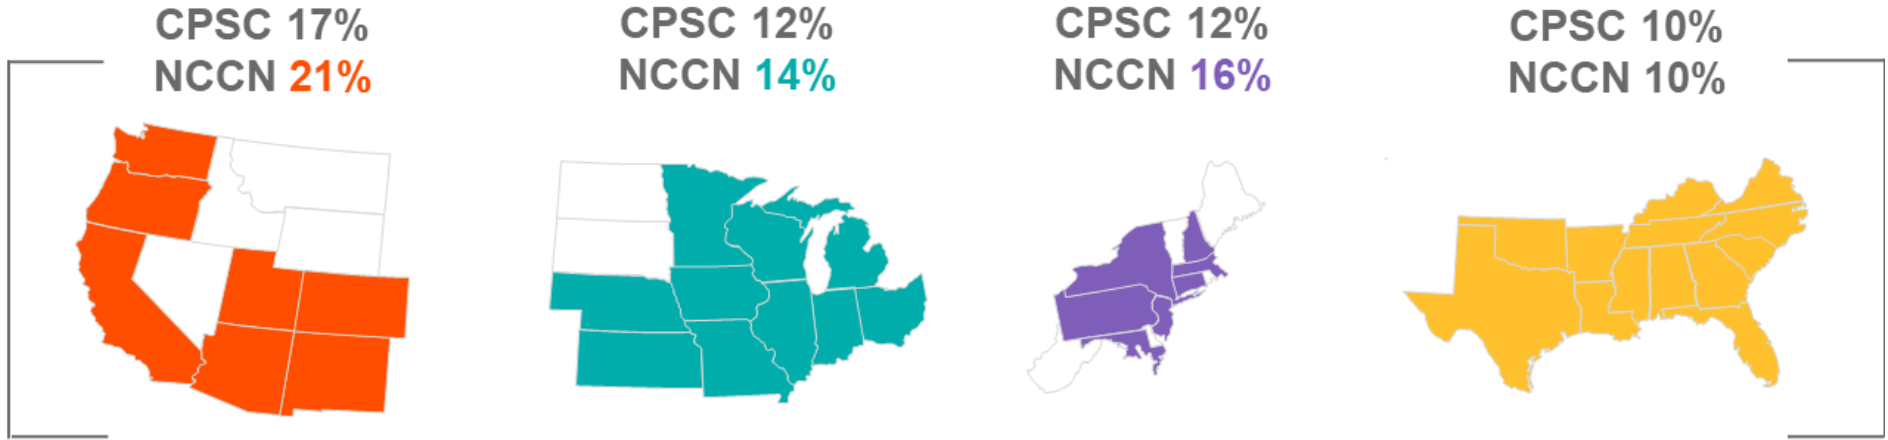 CPSC 17%
NCCN 21%
CPSC 12%
NCCN 14%
CPSC 12%
NCCN 16%
CPSC 10%
NCCN 10%